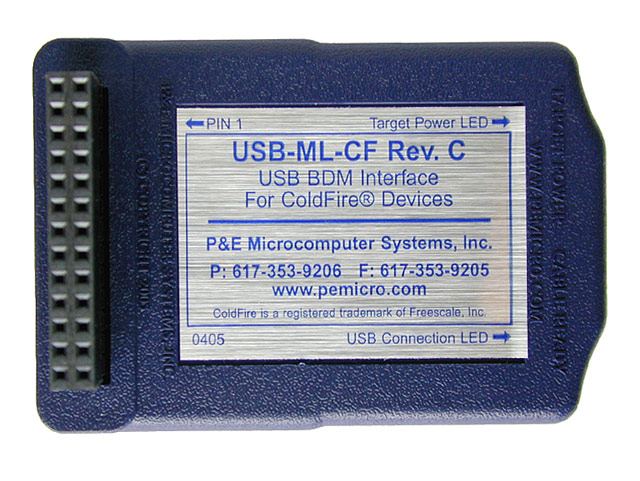 ← PIN 1 Target Power LED →
USB-ML-CF Rev. C
USB BDM Interface
For ColdFire® Devices
P&E Microcomputer Systems, Inc.
P: 617-353-9206 F: 617-353-9205
www.pemicro.com
ColdFire is a registered trademark of Freescale, Inc.
0405 USB Connection LED →